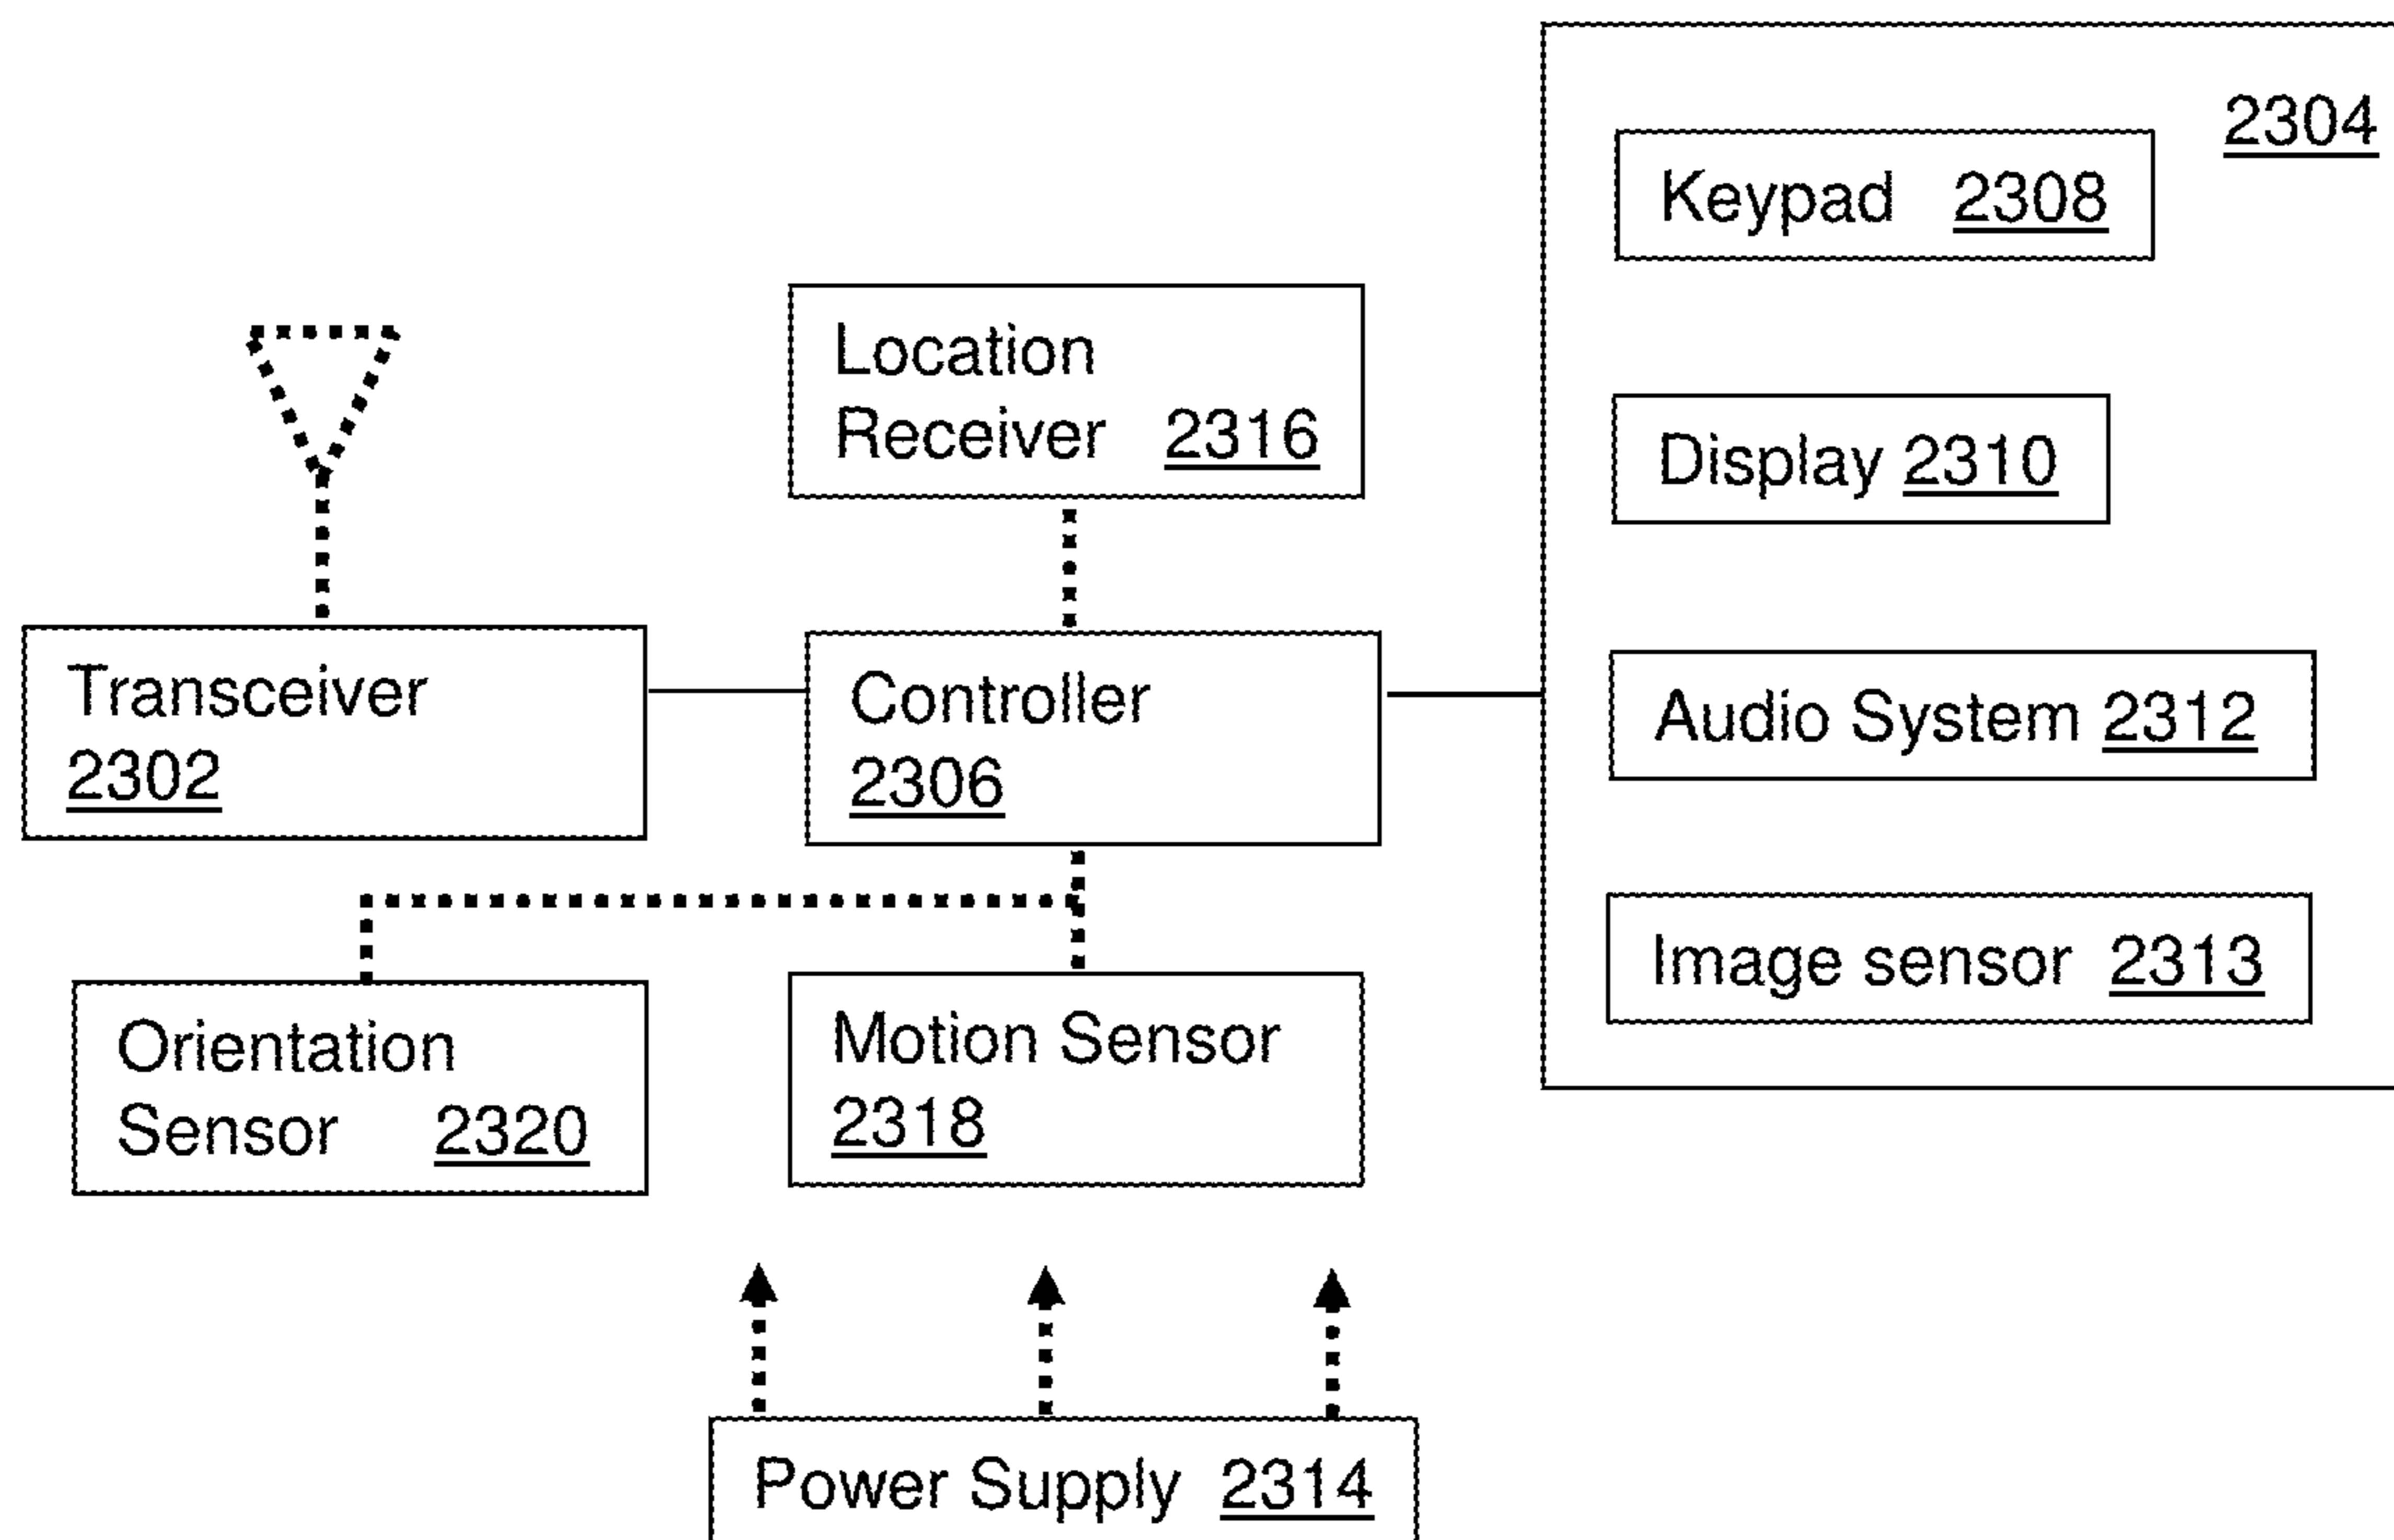 2304
Keypad 2308
Location
Receiver 2316
Display 2310
Transceiver
2302
Controller
2306
Audio System 2312
Image sensor 2313
Orientation
Sensor 2320
Motion Sensor
2318
Power Supply 2314